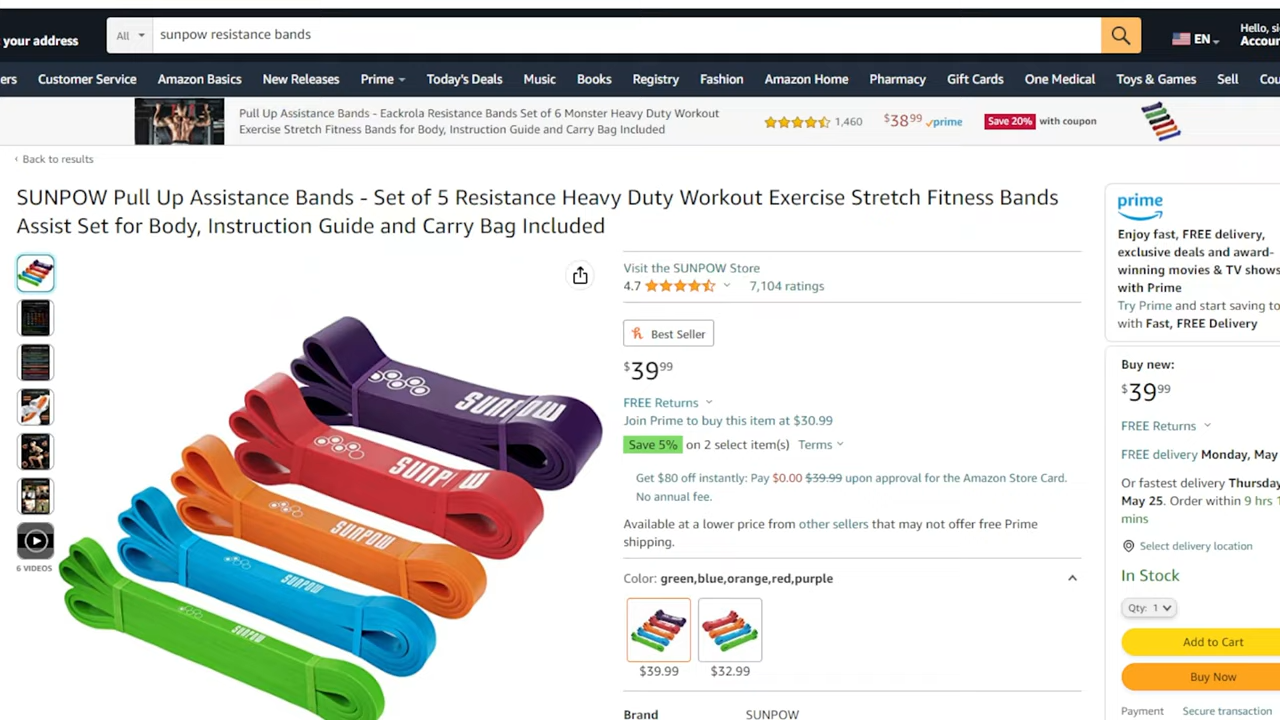 your address
All
sunpow resistance bands
EN
Hello, si
Accour
ers
Customer Service
Amazon Basics
New Releases
Prime
Today's Deals
Music
Books
Registry
Fashion
Amazon Home
Pharmacy
Gift Cards
One Medical
Toys & Games
Sell
Cou
Pull Up Assistance Bands - Eackrola Resistance Bands Set of 6 Monster Heavy Duty Workout
Exercise Stretch Fitness Bands for Body, Instruction Guide and Carry Bag Included
1,460
$3899
prime
Save 20% with coupon
‹ Back to results
SUNPOW Pull Up Assistance Bands - Set of 5 Resistance Heavy Duty Workout Exercise Stretch Fitness Bands
Assist Set for Body, Instruction Guide and Carry Bag Included
6 VIDEOS
SUNPOW
SUNPOW
SUNPOW
SUNPOW
SUNPOW
Visit the SUNPOW Store
4.7
7,104 ratings
Best Seller
$3999
FREE Returns
Join Prime to buy this item at $30.99
Save 5% on 2 select item(s) Terms
Get $80 off instantly: Pay $0.00 $39.99 upon approval for the Amazon Store Card.
No annual fee.
Available at a lower price from other sellers that may not offer free Prime
shipping.
Color: green,blue,orange,red,purple
$39.99
$32.99
Brand
SUNPOW
prime
Enjoy fast, FREE delivery,
exclusive deals and award-
winning movies & TV shows
with Prime
Try Prime and start saving to
with Fast, FREE Delivery
Buy new:
$3999
FREE Returns
FREE delivery Monday, May
Or fastest delivery Thursday
May 25. Order within 9 hrs 1
mins
Select delivery location
In Stock
Qty: 1
Add to Cart
Buy Now
Payment
Secure transaction